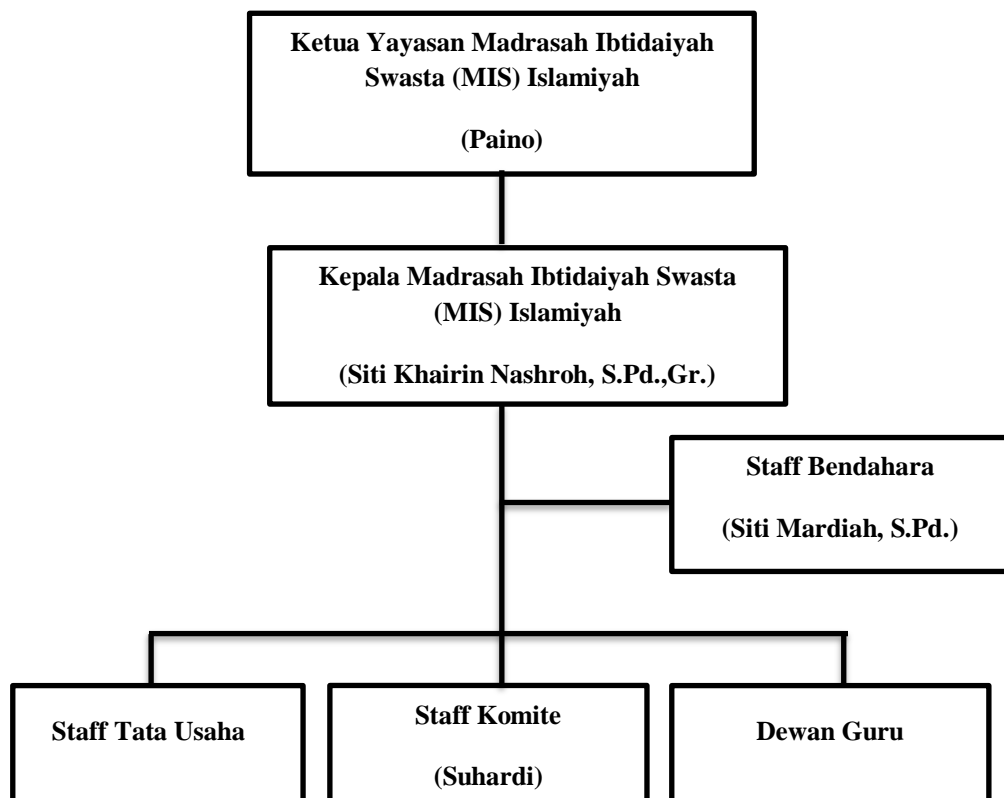 Ketua Yayasan Madrasah Ibtidaiyah
Swasta (MIS) Islamiyah
(Paino)
Kepala Madrasah Ibtidaiyah Swasta
(MIS) Islamiyah
(Siti Khairin Nashroh, S.Pd.,Gr.)
Staff Bendahara
(Siti Mardiah, S.Pd.)
Staff Tata Usaha
Staff Komite
(Suhardi)
Dewan Guru